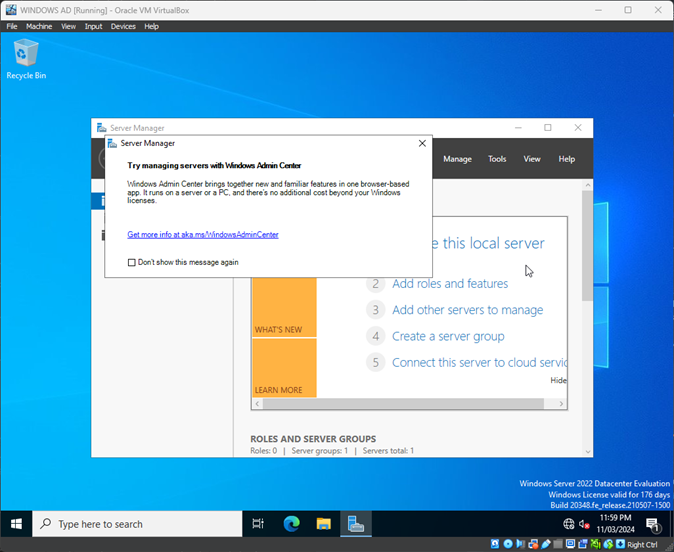 WINDOWS AD [Running] - Oracle VM VirtualBox
File Machine View Input Devices Help
Recycle Bin
Server Manager
Manage Tools View Help
Server Manager
Try managing servers with Windows Admin Center
Windows Admin Center brings together new and familiar features in one browser-based
app. It runs on a server or a PC, and there's no additional cost beyond your Windows
licenses.
Get more info at aka.ms/WindowsAdminCenter
Don't show this message again
e this local server
2 Add roles and features
3 Add other servers to manage
4 Create a server group
5 Connect this server to cloud servic
WHAT'S NEW
LEARN MORE
Hide
ROLES AND SERVER GROUPS
Roles: 0 | Server groups: 1 | Servers total: 1
Windows Server 2022 Datacenter Evaluation
Windows License valid for 176 days
Build 20348.fe_release.210507-1500
Type here to search
11:59 PM
11/03/2024
1
Right Ctrl